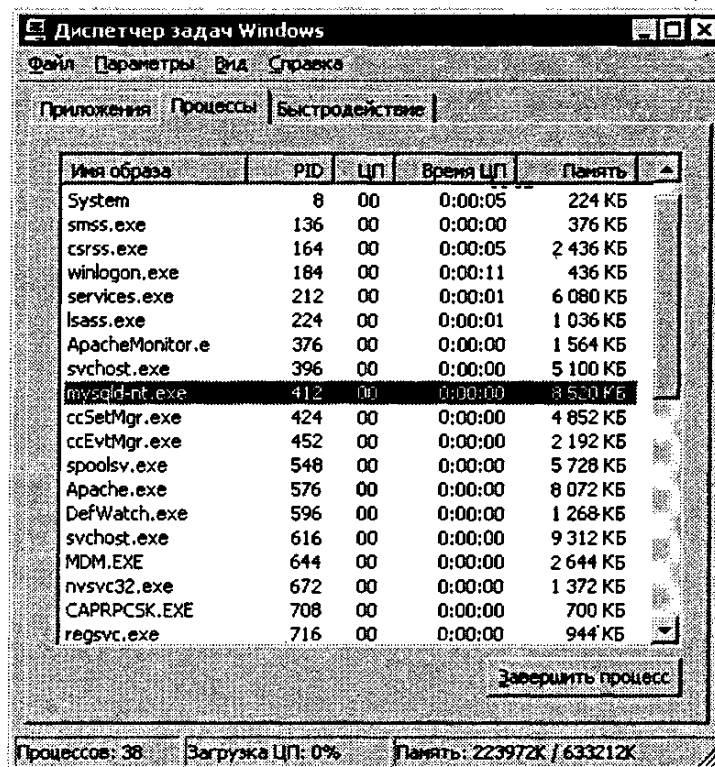 Диспетчер задач Windows
Файл Параметры Вид Справка
Приложения Процессы Быстродействие
Имя образа PID ЦП Время ЦП Память
System 8 00 0:00:05 224 КБ
smss.exe 136 00 0:00:00 376 КБ
csrss.exe 164 00 0:00:05 2 436 КБ
winlogon.exe 184 00 0:00:11 436 КБ
services.exe 212 00 0:00:01 6 080 КБ
lsass.exe 224 00 0:00:01 1 036 КБ
ApacheMonitor.e 376 00 0:00:00 1 564 КБ
svchost.exe 396 00 0:00:00 5 100 КБ
mysqld-nt.exe 412 00 0:00:00 8 520 КБ
ccSetMgr.exe 424 00 0:00:00 4 852 КБ
ccEvtMgr.exe 452 00 0:00:00 2 192 КБ
spoolsv.exe 548 00 0:00:00 5 728 КБ
Apache.exe 576 00 0:00:00 8 072 КБ
DefWatch.exe 596 00 0:00:00 1 268 КБ
svchost.exe 616 00 0:00:00 9 312 КБ
MDM.EXE 644 00 0:00:00 2 644 КБ
nvsvc32.exe 672 00 0:00:00 1 372 КБ
CAPRPCSK.EXE 708 00 0:00:00 700 КБ
regsvc.exe 716 00 0:00:00 944 КБ
Завершить процесс
Процессов: 38 Загрузка ЦП: 0% Память: 223972K / 633212K